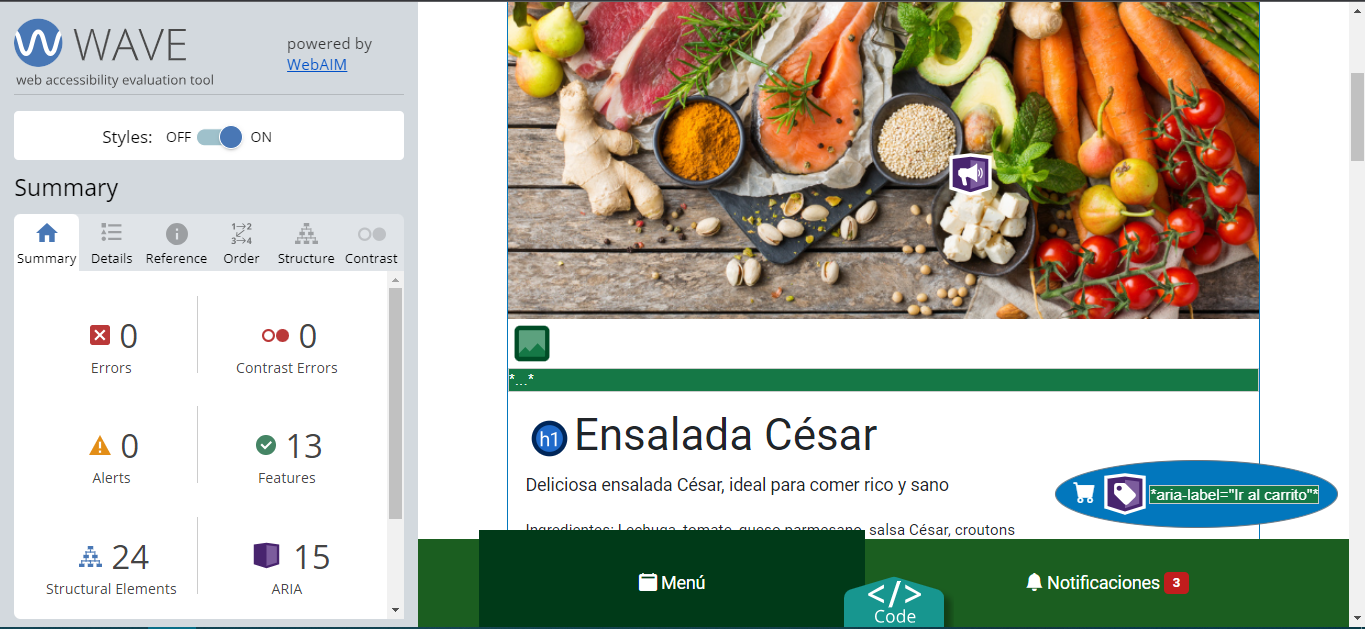 WAVE
powered by
WebAIM
web accessibility evaluation tool
Styles: OFF ON
Summary
Summary Details Reference Order Structure Contrast
0
Errors
0
Contrast Errors
0
Alerts
13
Features
24
Structural Elements
15
ARIA
*...*
h1 Ensalada César
Deliciosa ensalada César, ideal para comer rico y sano
*aria-label="Ir al carrito"*
Ingredientes: Lechuga, tomate, queso parmesano, salsa César, croutons
Menú
Notificaciones 3
</> Code